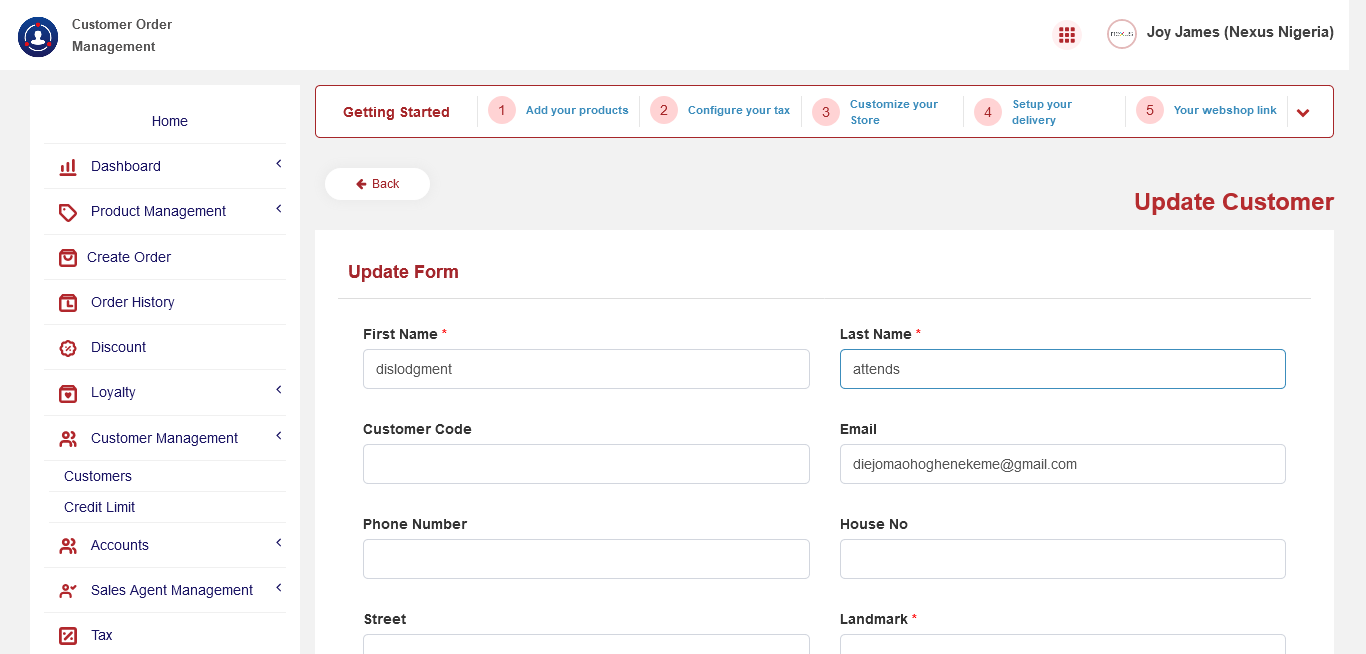 Customer Order
Management
nexus
Joy James (Nexus Nigeria)
Home
Dashboard
Product Management
Create Order
Order History
Discount
Loyalty
Customer Management
Customers
Credit Limit
Accounts
Sales Agent Management
Tax
Getting Started
1 Add your products
2 Configure your tax
3 Customize your
Store
4 Setup your
delivery
5 Your webshop link
Back
Update Customer
Update Form
First Name * Last Name *
dislodgment attends
Customer Code Email
diejomaohoghenekeme@gmail.com
Phone Number House No
Street Landmark *